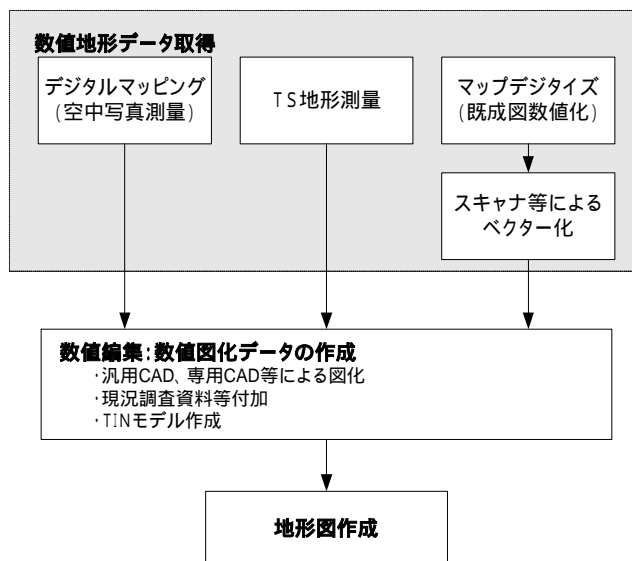 数値地形データ取得
デジタルマッピング
(空中写真測量)
TS地形測量
マップデジタイズ
(既成図数値化)
スキャナ等による
ベクター化
数値編集:数値図化データの作成
・汎用CAD、専用CAD等による図化
・現況調査資料等付加
・TINモデル作成
地形図作成